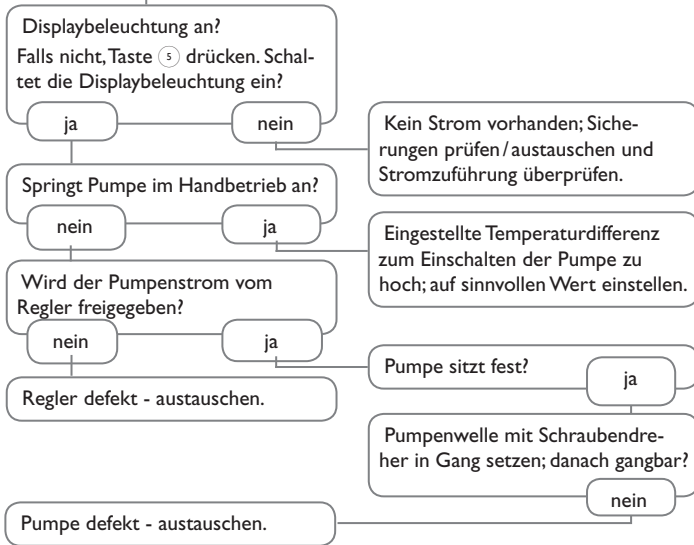 Displaybeleuchtung an?
Falls nicht, Taste 5 drücken. Schal-
tet die Displaybeleuchtung ein?
ja
nein
Kein Strom vorhanden; Siche-
rungen prüfen/austauschen und
Stromzuführung überprüfen.
Springt Pumpe im Handbetrieb an?
nein
ja
Eingestellte Temperaturdifferenz
zum Einschalten der Pumpe zu
hoch; auf sinnvollen Wert einstellen.
Wird der Pumpenstrom vom
Regler freigegeben?
nein
ja
Pumpe sitzt fest?
ja
Regler defekt - austauschen.
Pumpenwelle mit Schraubendre-
her in Gang setzen; danach gangbar?
nein
Pumpe defekt - austauschen.